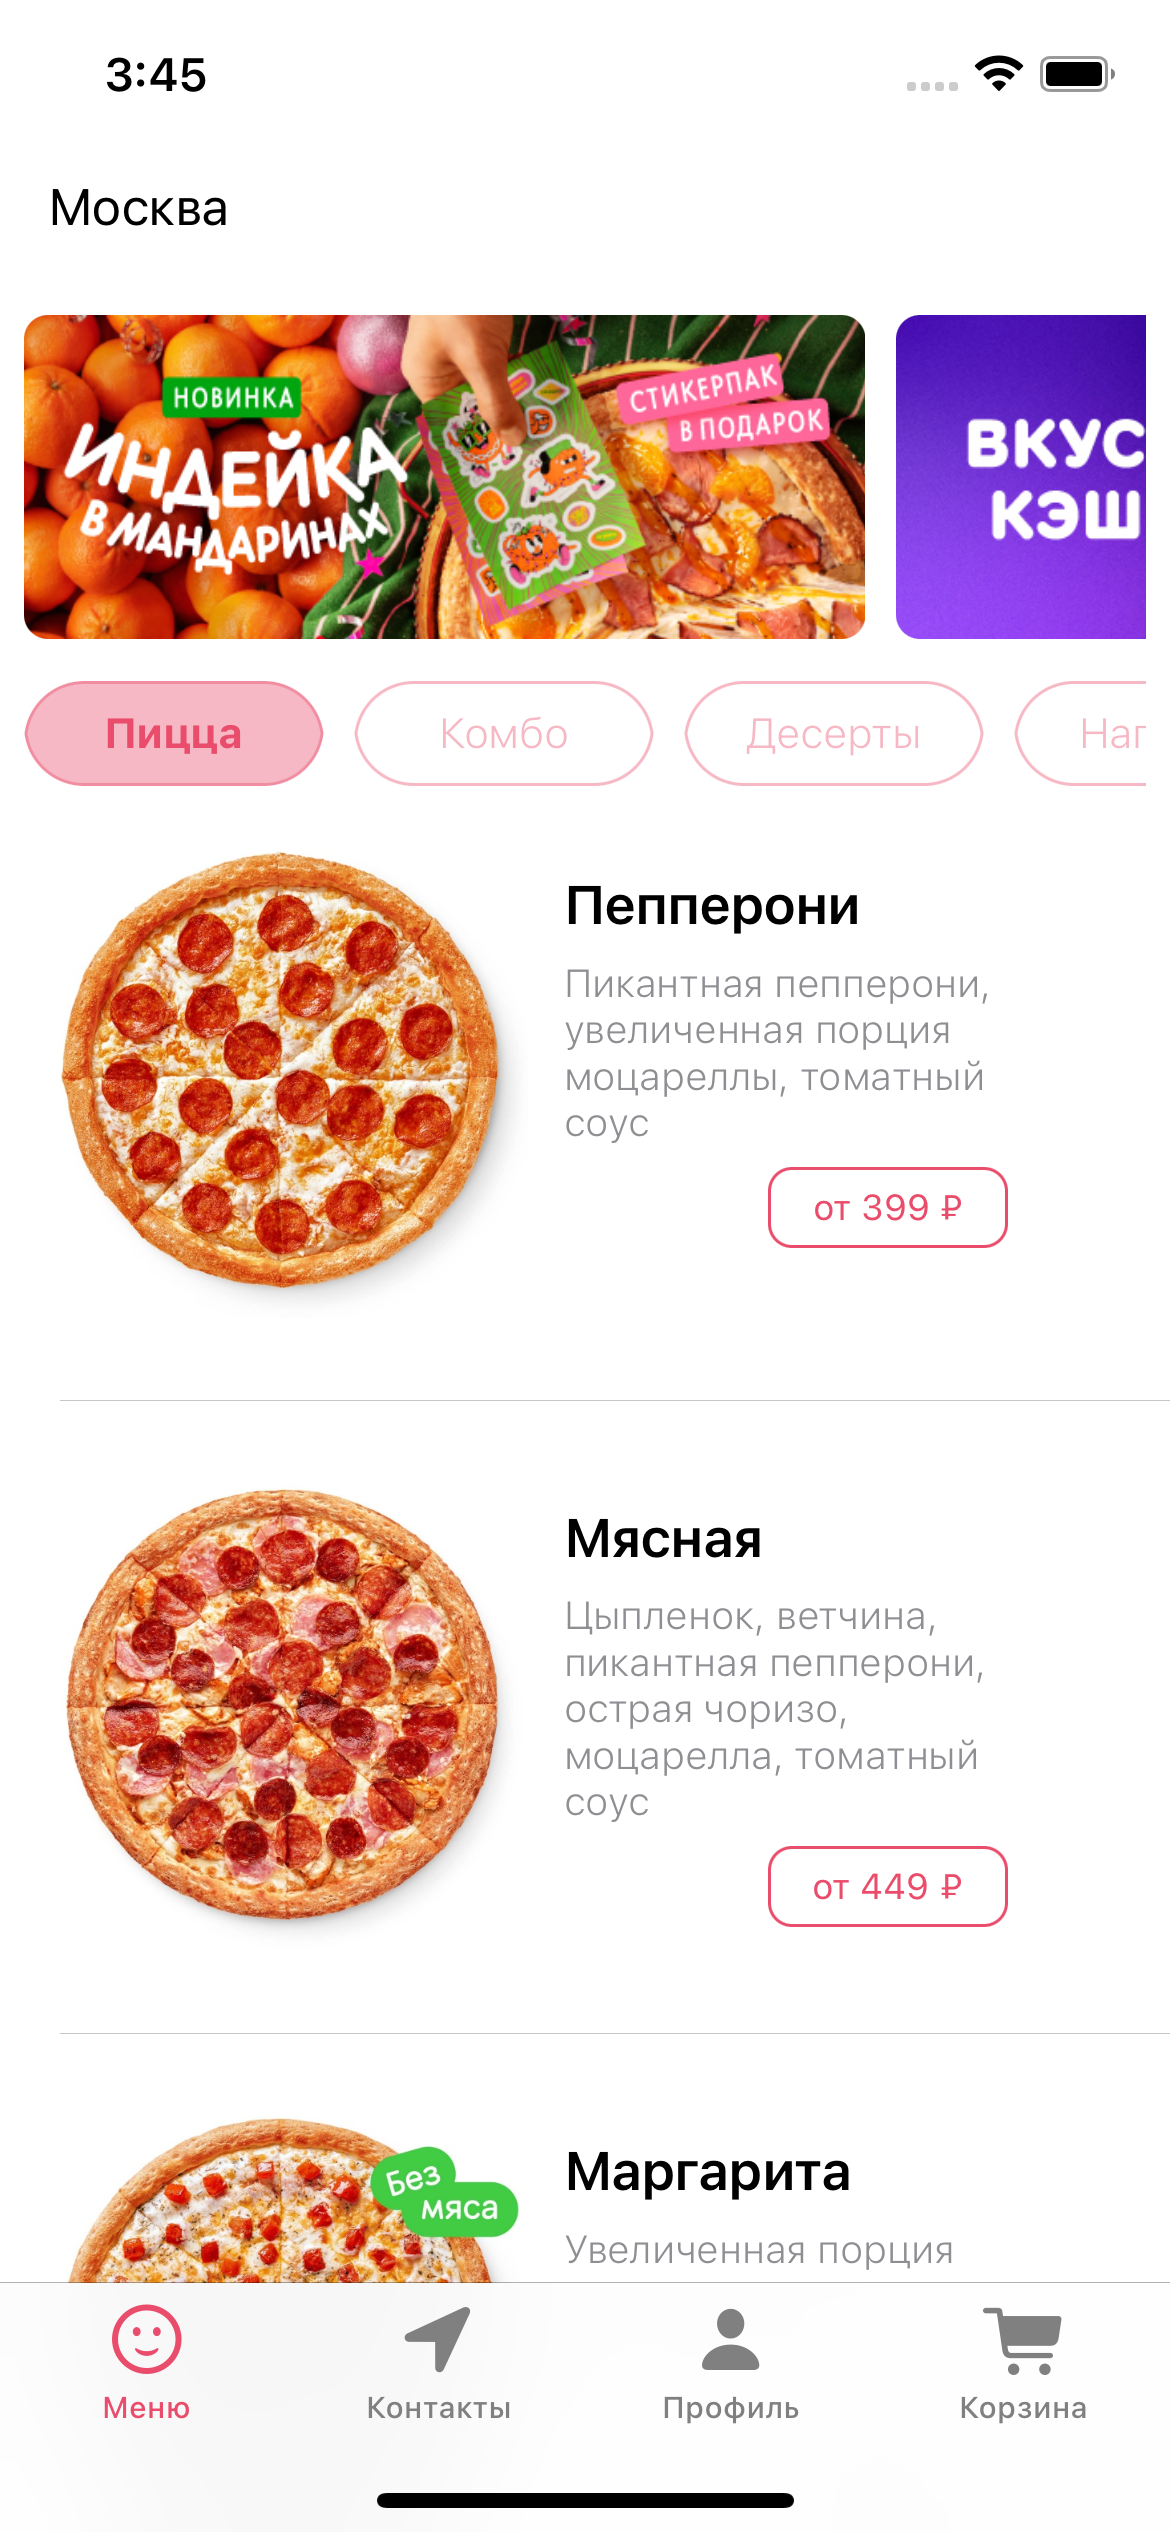 3:45
Москва
НОВИНКА
ИНДЕЙКА
В МАНДАРИНАХ
СТИКЕРПАК
В ПОДАРОК
ВКУС
КЭШ
Пицца
Комбо
Десерты
Пепперони
Пикантная пепперони,
увеличенная порция
моцареллы, томатный
соус
от 399 ₽
Мясная
Цыпленок, ветчина,
пикантная пепперони,
острая чоризо,
моцарелла, томатный
соус
от 449 ₽
Без
мяса
Маргарита
Увеличенная порция
Меню
Контакты
Профиль
Корзина